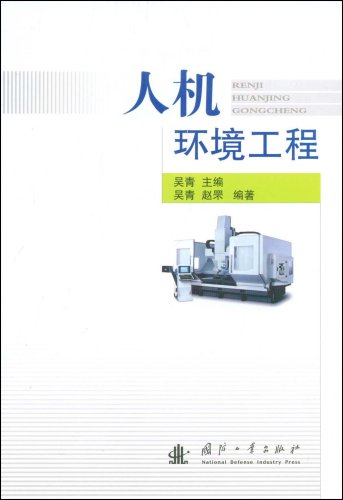 人机
RENJI
HUANJING
GONGCHENG
环境工程
吴青 主编
吴青 赵罘 编著
国防工业出版社
National Defense Industry Press